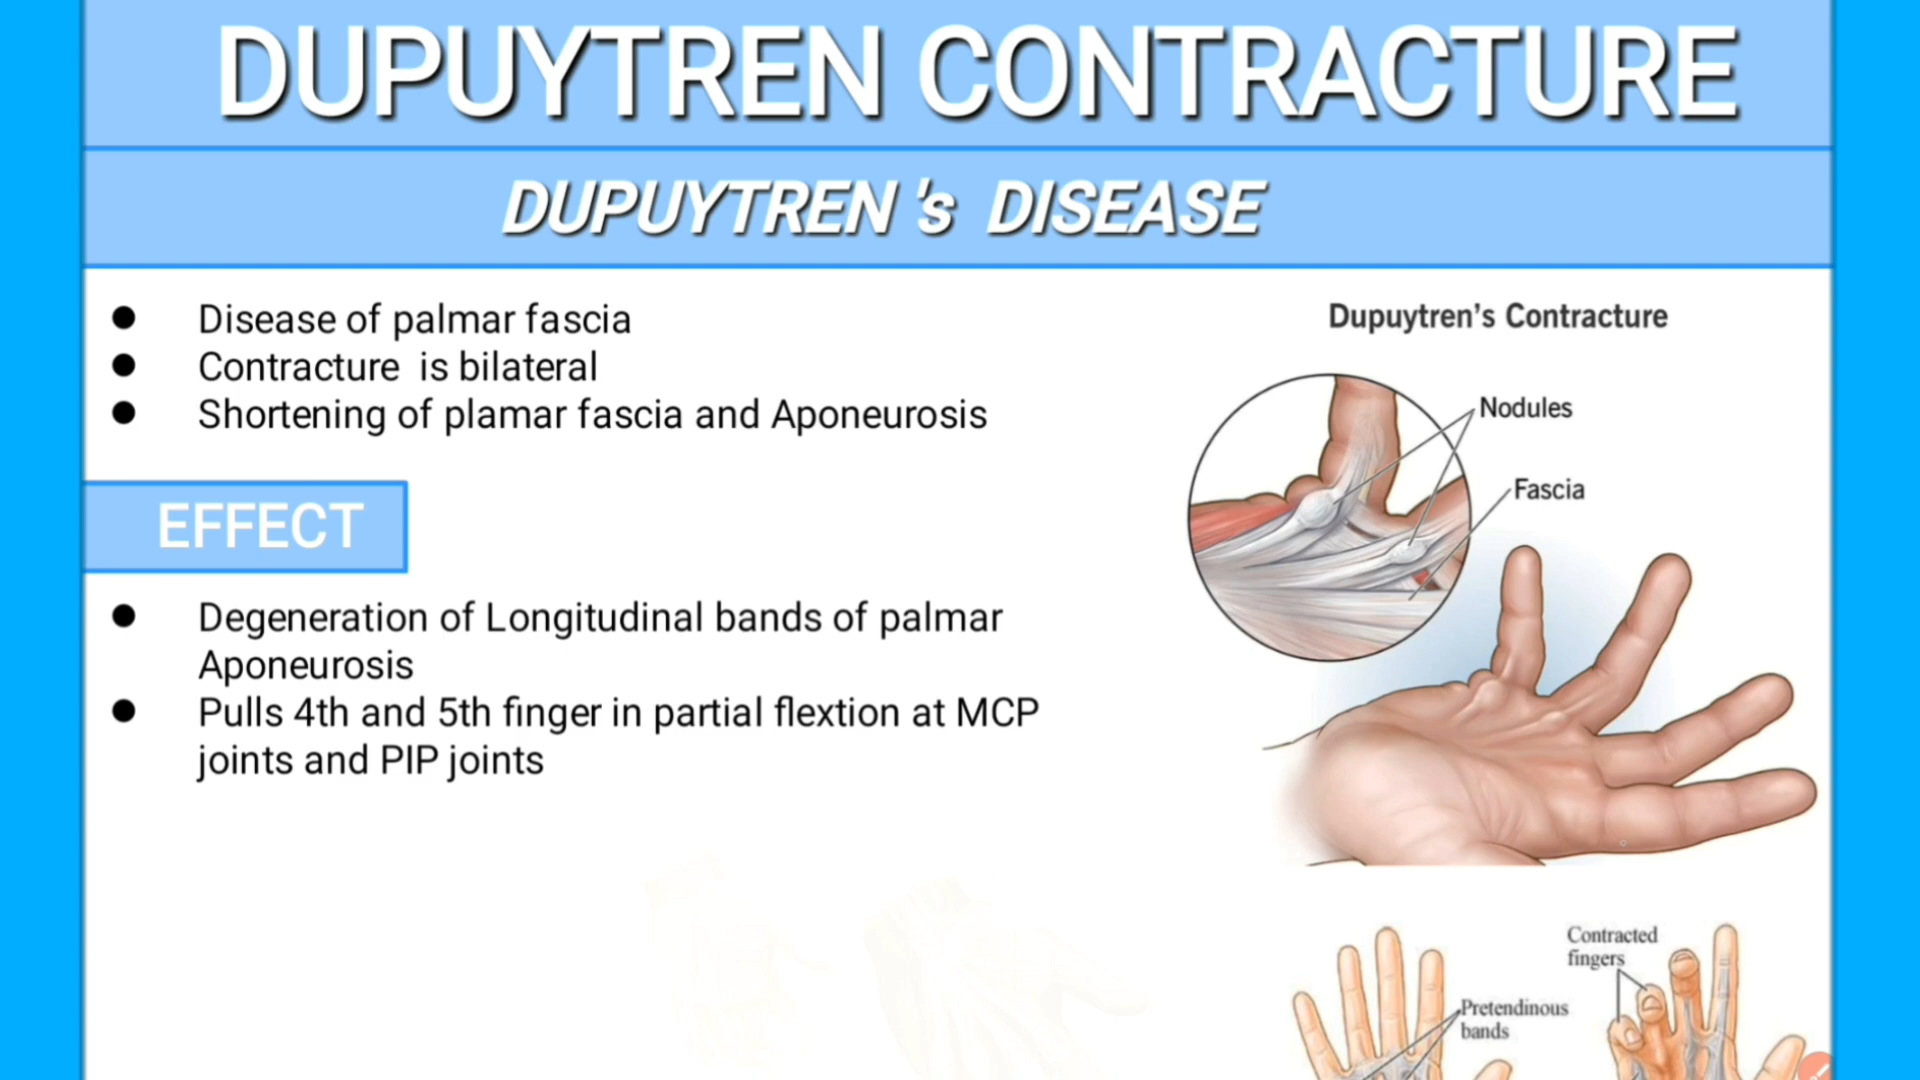 DUPUYTREN CONTRACTURE
DUPUYTREN 's DISEASE
● Disease of palmar fascia
● Contracture is bilateral
● Shortening of plamar fascia and Aponeurosis
EFFECT
● Degeneration of Longitudinal bands of palmar
Aponeurosis
● Pulls 4th and 5th finger in partial flextion at MCP
joints and PIP joints
Dupuytren's Contracture
Nodules
Fascia
Contracted
fingers
Pretendinous
bands